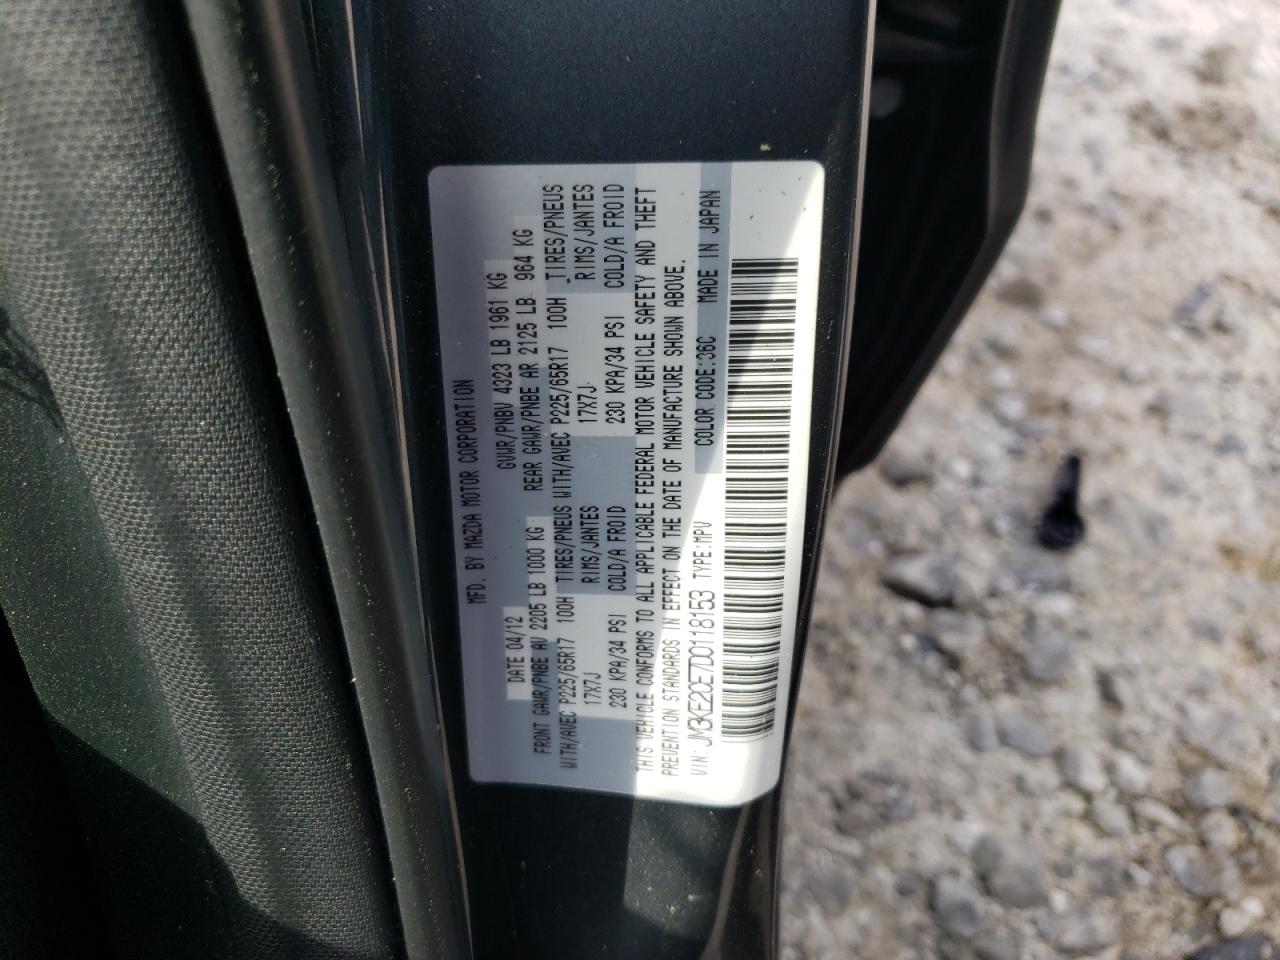 MFD. BY MAZDA MOTOR CORPORATION
DATE 04/12 GVWR/PNBV 4323 LB 1961 KG
FRONT GAWR/PNBE AV 2205 LB 1000 KG REAR GAWR/PNBE AR 2125 LB 964 KG
WITH/AVEC P225/65R17 100H TIRES/PNEUS WITH/AVEC P225/65R17 100H TIRES/PNEUS
17X7J RIMS/JANTES 17X7J RIMS/JANTES
230 KPA/34 PSI COLD/A FROID 230 KPA/34 PSI COLD/A FROID
THIS VEHICLE CONFORMS TO ALL APPLICABLE FEDERAL MOTOR VEHICLE SAFETY AND THEFT
PREVENTION STANDARDS IN EFFECT ON THE DATE OF MANUFACTURE SHOWN ABOVE.
VIN:JM3KE2CE7D0118153 TYPE:MPV COLOR CODE:36C MADE IN JAPAN